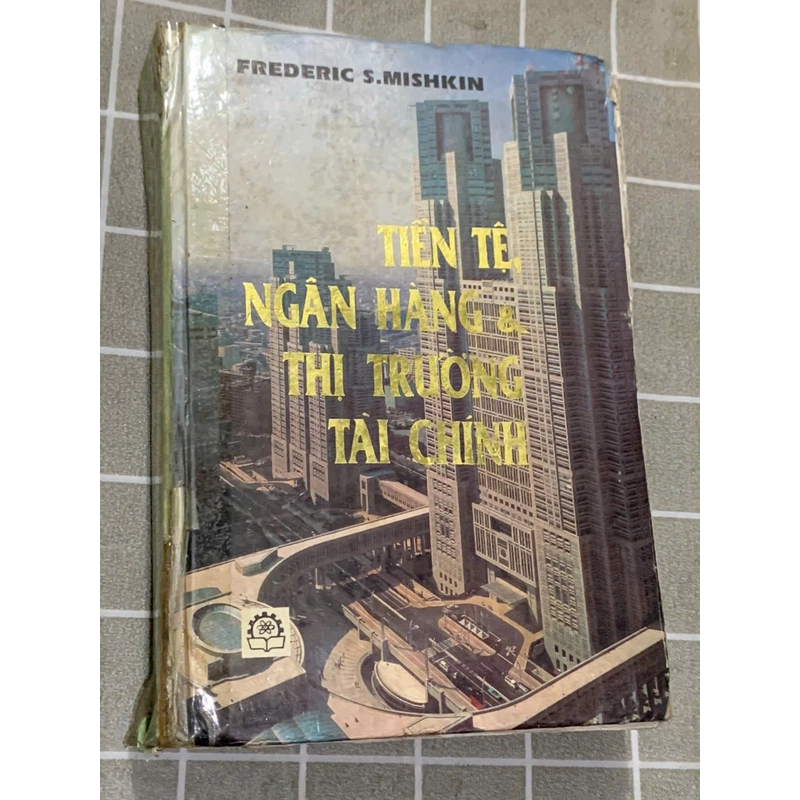 FREDERIC S.MISHKIN
TIỀN TỆ,
NGÂN HÀNG &
THỊ TRƯỜNG
TÀI CHÍNH